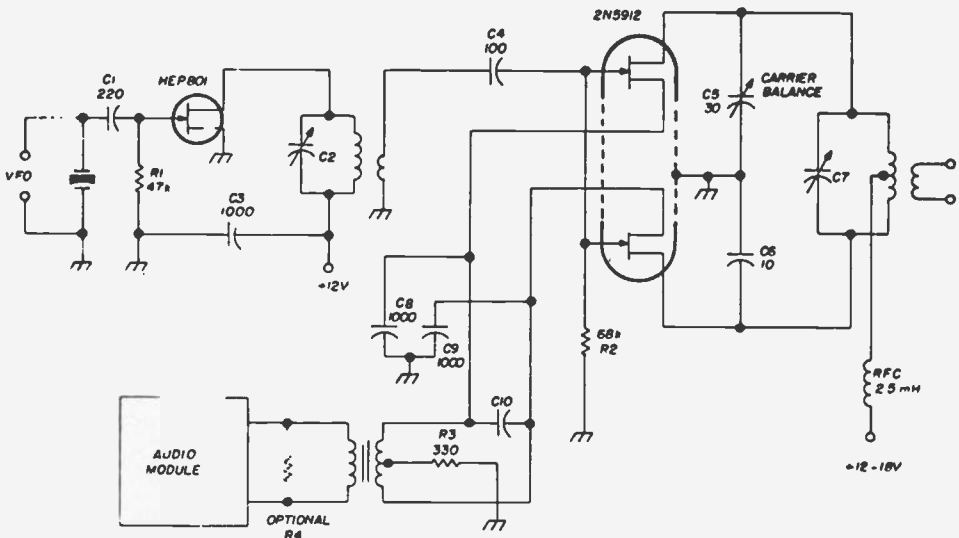 2N5912
C4
100
HEP801
C1
220
CARRIER
BALANCE
C5
30
C2
C7
VFO
R1
47k
C3
1000
+12V
C6
10
C8
1000
C9
1000
68k
R2
RFC
2.5 mH
C10
R3
330
AUDIO
MODULE
+12-18V
OPTIONAL
R4